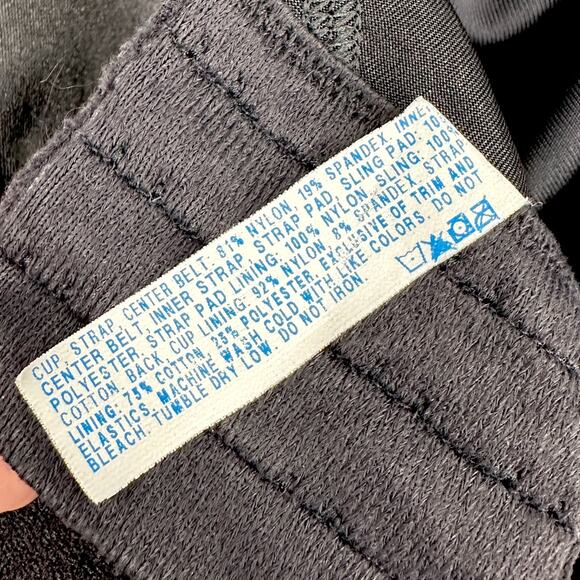 CUP, STRAP, CENTER BELT: 81% NYLON, 19% SPANDEX, INNE
CENTER BELT, INNER STRAP, STRAP PAD, SLING PAD: 10
POLYESTER, STRAP PAD LINING: 100% NYLON, SLING: 100%
COTTON, BACK, CUP LINING: 92% NYLON, 8% SPANDEX, STRAP
LINING: 75% COTTON, 25% POLYESTER, EXCLUSIVE OF TRIM AND
ELASTICS, MACHINE WASH COLD WITH LIKE COLORS. DO NOT
BLEACH. TUMBLE DRY LOW. DO NOT IRON.